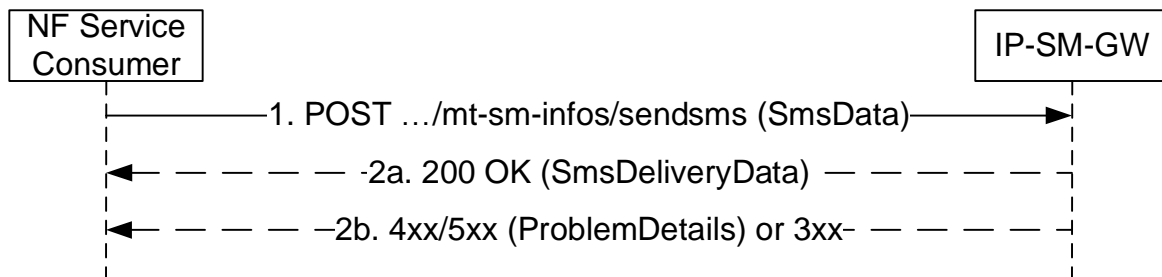 NF Service
Consumer
IP-SM-GW
1. POST …/mt-sm-infos/sendsms (SmsData)
2a. 200 OK (SmsDeliveryData)
2b. 4xx/5xx (ProblemDetails) or 3xx